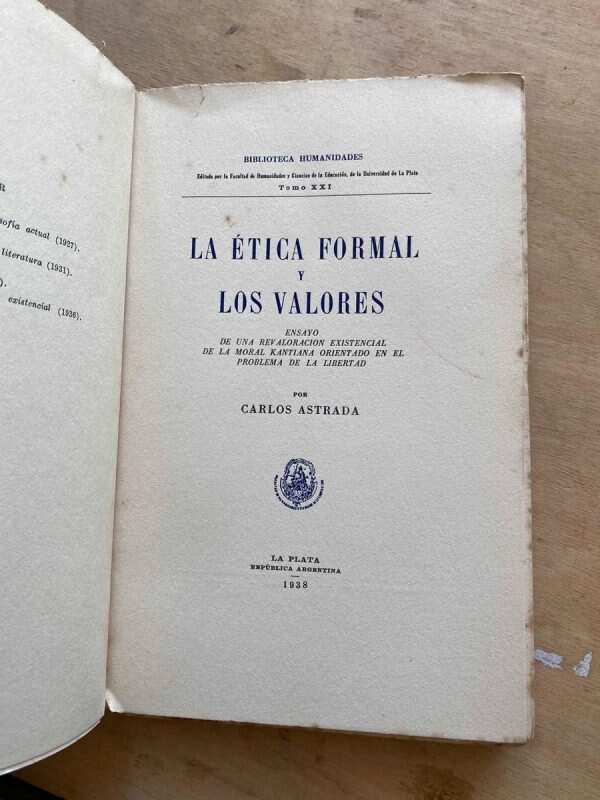 R
sofía actual (1927).
literatura (1931).
).
existencial (1936).
BIBLIOTECA HUMANIDADES
Editada por la Facultad de Humanidades y Ciencias de la Educación, de la Universidad de La Plata
Tomo XXI
LA ÉTICA FORMAL
Y
LOS VALORES
ENSAYO
DE UNA REVALORACION EXISTENCIAL
DE LA MORAL KANTIANA ORIENTADO EN EL
PROBLEMA DE LA LIBERTAD
POR
CARLOS ASTRADA
LA PLATA
REPÚBLICA ARGENTINA
1938